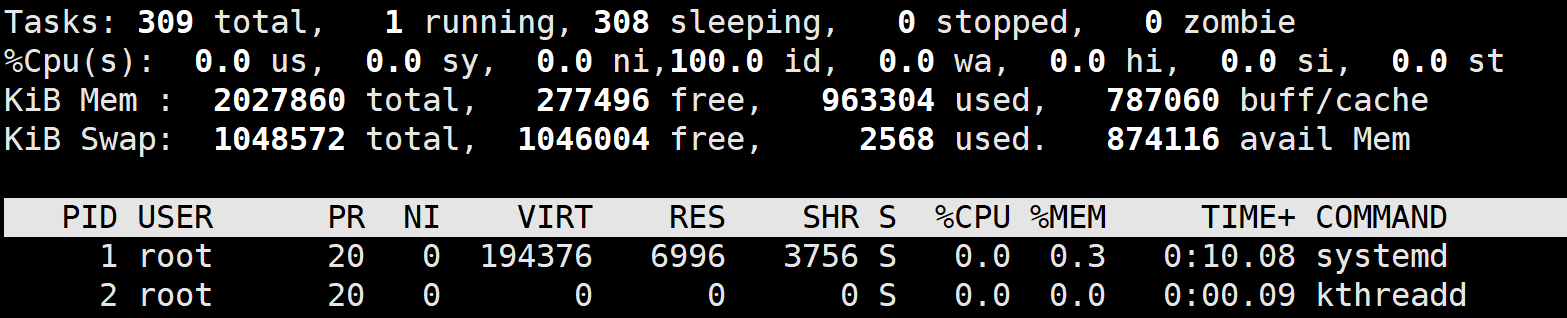 Tasks: 309 total,   1 running, 308 sleeping,   0 stopped,   0 zombie
%Cpu(s):  0.0 us,  0.0 sy,  0.0 ni,100.0 id,  0.0 wa,  0.0 hi,  0.0 si,  0.0 st
KiB Mem :  2027860 total,   277496 free,   963304 used,   787060 buff/cache
KiB Swap:  1048572 total,  1046004 free,     2568 used.   874116 avail Mem
   PID USER      PR  NI    VIRT    RES    SHR S  %CPU %MEM     TIME+ COMMAND
     1 root      20   0  194376   6996   3756 S   0.0  0.3   0:10.08 systemd
     2 root      20   0       0      0      0 S   0.0  0.0   0:00.09 kthreadd